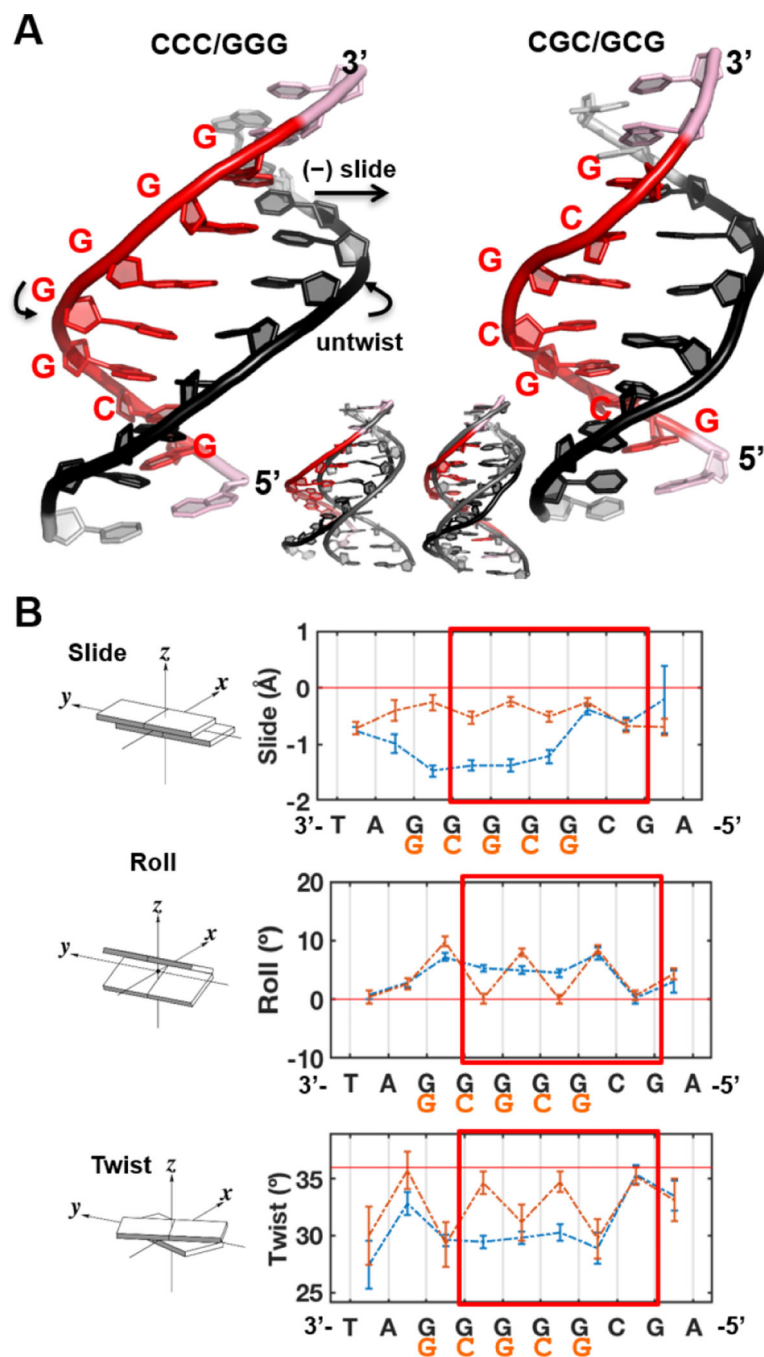 A
CCC/GGG
CGC/GCG
3’
3’
G
G
G
G
G
C
G
(−) slide
untwist
5’
G
C
G
C
G
C
G
5’
B
Slide
z
y
x
Slide (Å)
1
0
-1
-2
3’- T A G G G G G C G A -5’
G C G C G
Roll
z
y
x
Roll (º)
20
10
0
-10
3’- T A G G G G G C G A -5’
G C G C G
Twist
z
y
x
Twist (º)
35
30
25
3’- T A G G G G G C G A -5’
G C G C G